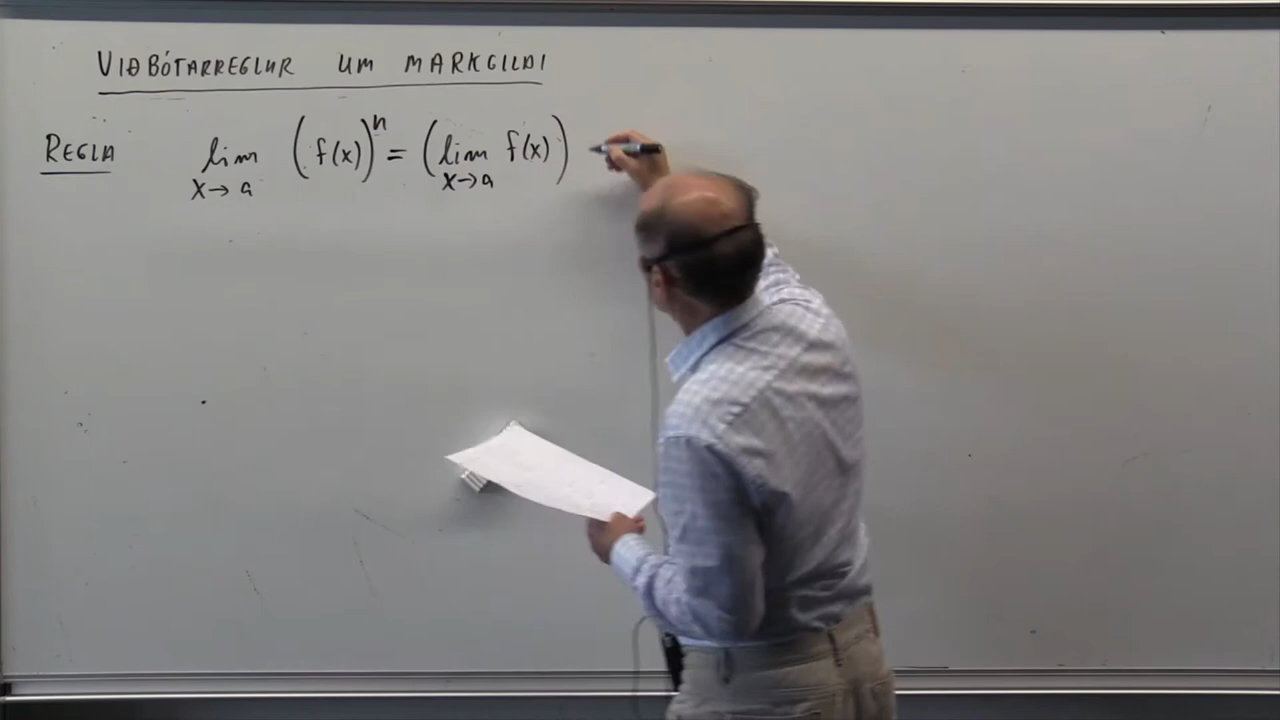 VIÐBÓTARREGLUR UM MARKGILDI
REGLA lim x→a (f(x))ⁿ = (lim x→a f(x))